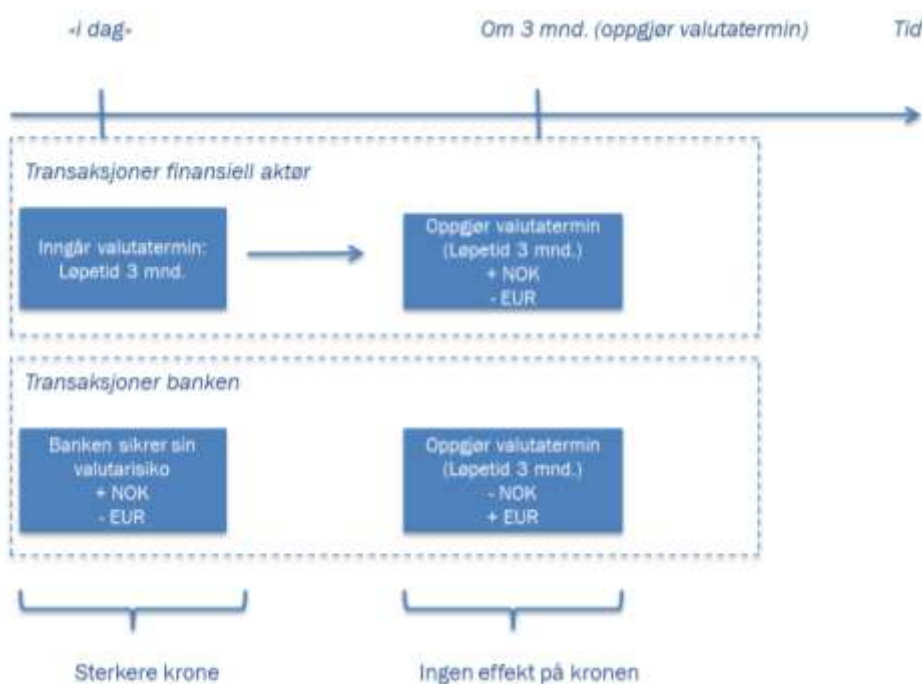 «i dag»
Om 3 mnd. (oppgjør valutatermin)
Tid
Transaksjoner finansiell aktør
Inngår valutatermin:
Løpetid 3 mnd.
Oppgjør valutatermin
(Løpetid 3 mnd.)
+ NOK
- EUR
Transaksjoner banken
Banken sikrer sin
valutarisiko
+ NOK
- EUR
Oppgjør valutatermin
(Løpetid 3 mnd.)
- NOK
+ EUR
Sterkere krone
Ingen effekt på kronen